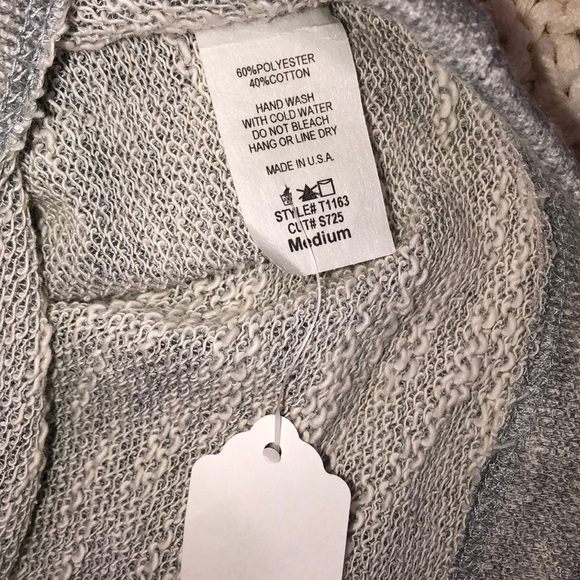 60%POLYESTER
40%COTTON
HAND WASH
WITH COLD WATER
DO NOT BLEACH
HANG OR LINE DRY
MADE IN U.S.A.
STYLE# T1163
CUT# S725
Medium